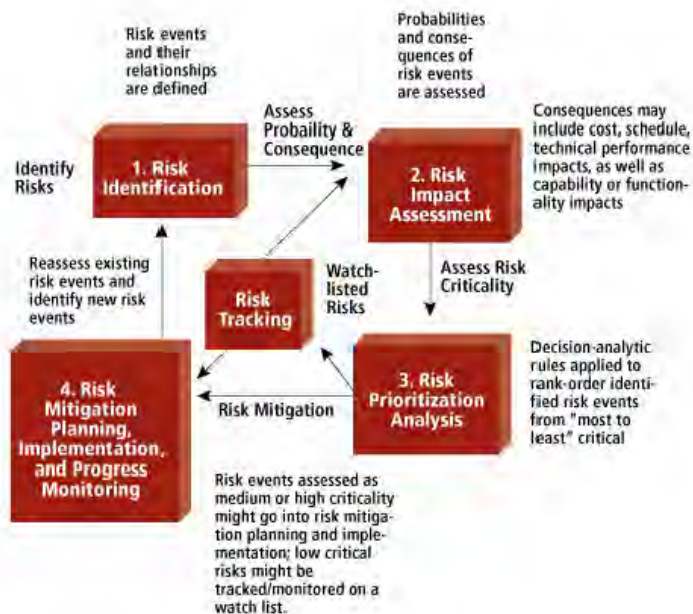 Risk events
and their
relationships
are defined
Probabilities
and conse-
quences of
risk events
are assessed
Assess
Probaility &
Consequence
Identify
Risks
1. Risk
Identification
2. Risk
Impact
Assessment
Consequences may
include cost, schedule,
technical performance
impacts, as well as
capability or function-
ality impacts
Reassess existing
risk events and
identify new risk
events
Risk
Tracking
Watch-
listed
Risks
Assess Risk
Criticality
4. Risk
Mitigation
Planning,
Implementation,
and Progress
Monitoring
Risk Mitigation
3. Risk
Prioritization
Analysis
Decision-analytic
rules applied to
rank-order identi-
fied risk events
from "most to
least" critical
Risk events assessed as
medium or high criticality
might go into risk mitiga-
tion planning and imple-
mentation; low critical
risks might be
tracked/monitored on a
watch list.